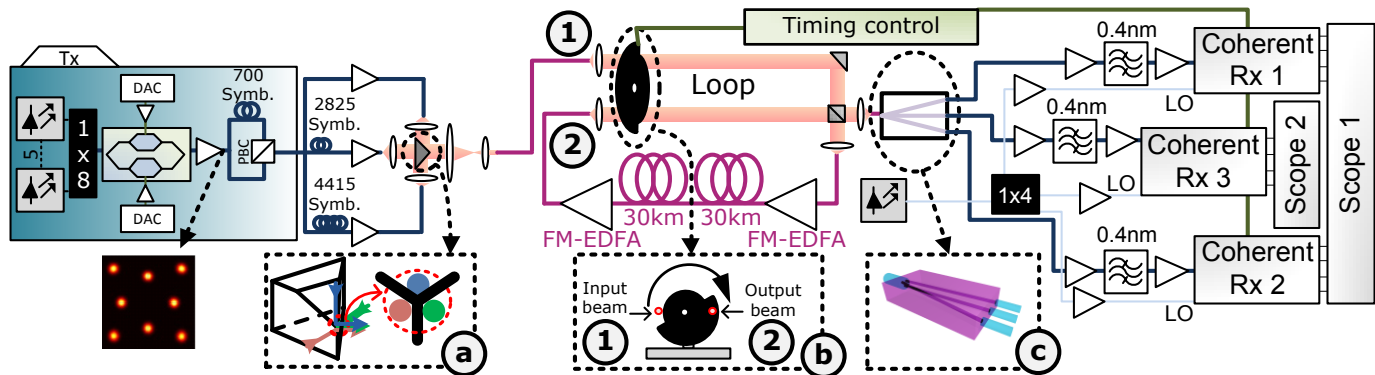 Tx
5
1
x
8
DAC
DAC
700
Symb.
PBC
2825
Symb.
4415
Symb.
a
1
2
Timing control
Loop
30km
30km
FM-EDFA
FM-EDFA
Input
beam
Output
beam
1
2
b
c
0.4nm
Coherent
Rx 1
LO
0.4nm
Coherent
Rx 3
LO
1x4
0.4nm
Coherent
Rx 2
LO
Scope 2
Scope 1